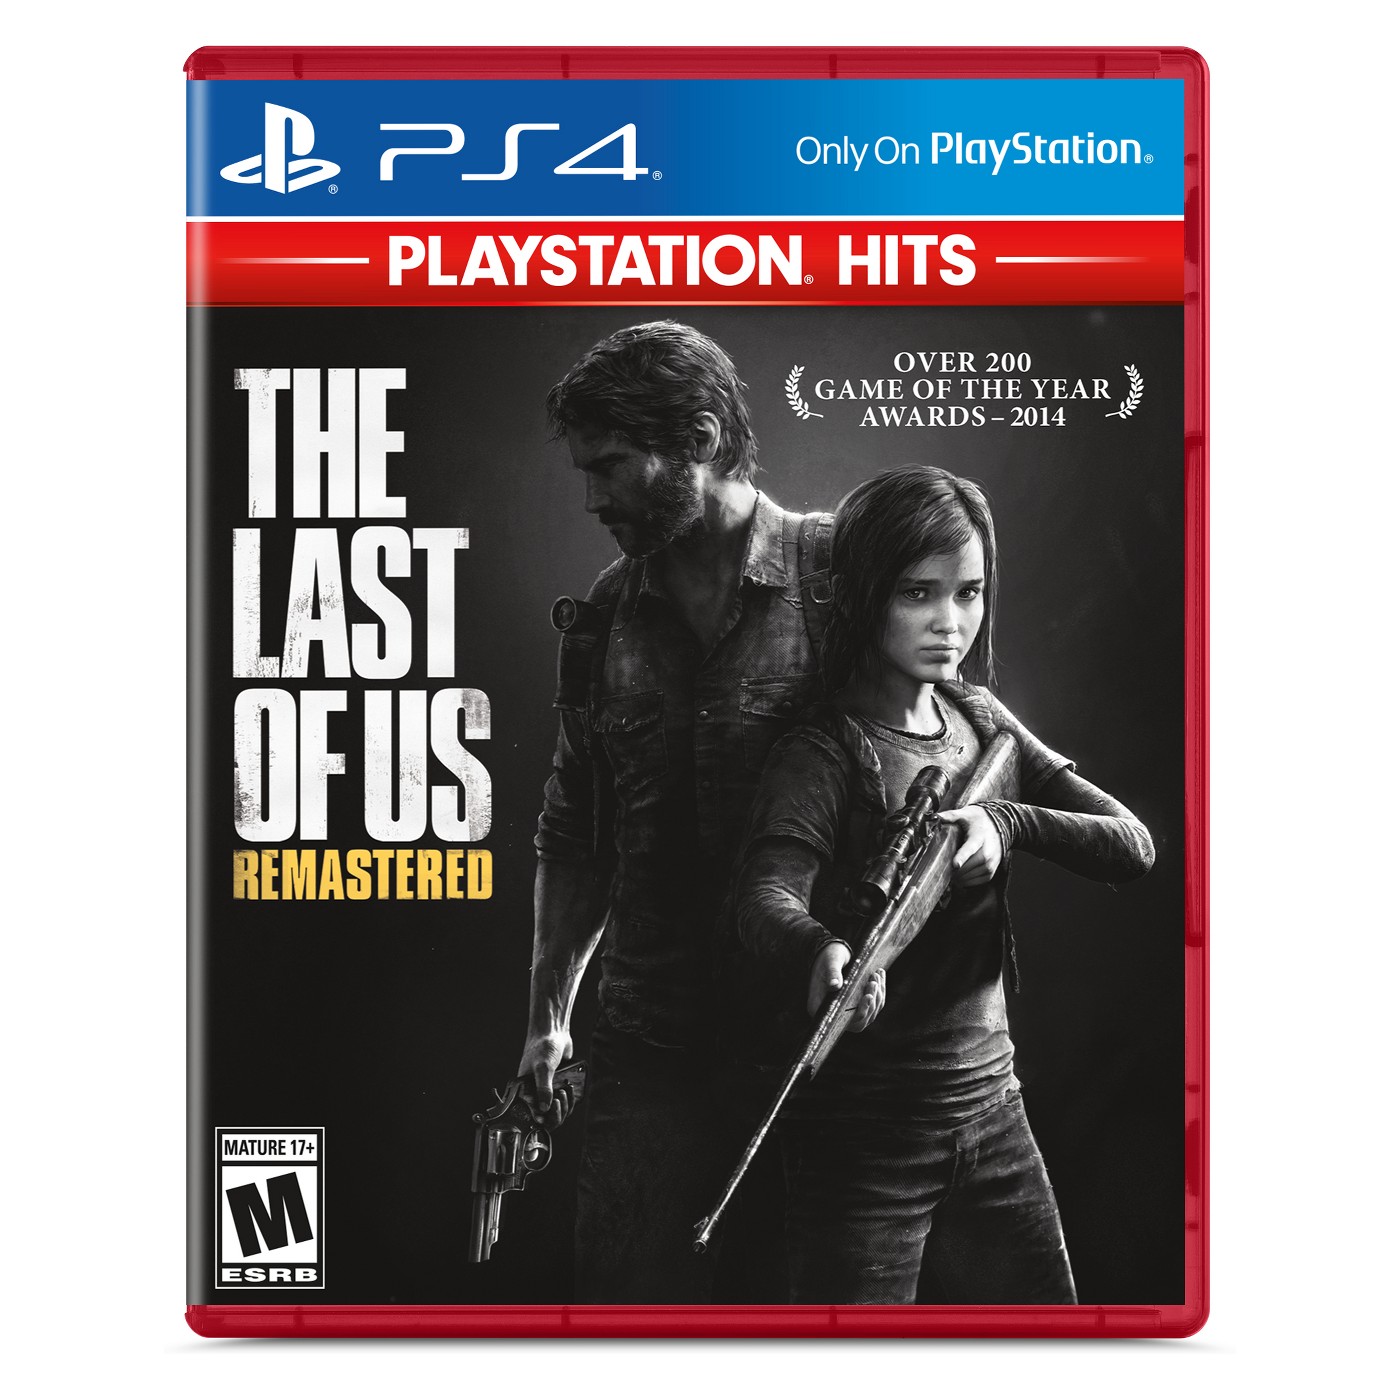 PS4® Only On PlayStation®
PLAYSTATION® HITS
OVER 200
GAME OF THE YEAR
AWARDS – 2014
THE
LAST
OF US
REMASTERED
MATURE 17+
M
ESRB